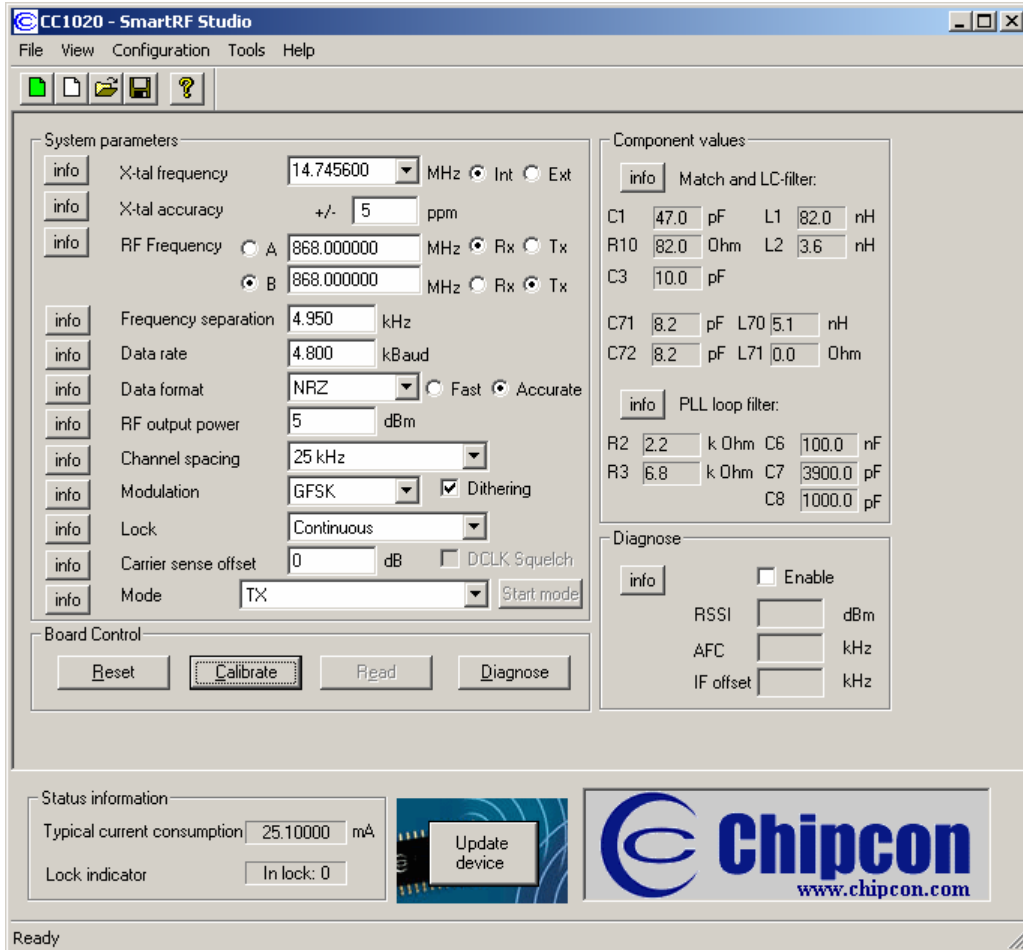 CC1020 - SmartRF Studio
File View Configuration Tools Help
System parameters
info X-tal frequency 14.745600 MHz Int Ext
info X-tal accuracy +/- 5 ppm
info RF Frequency A 868.000000 MHz Rx Tx
B 868.000000 MHz Rx Tx
info Frequency separation 4.950 kHz
info Data rate 4.800 kBaud
info Data format NRZ Fast Accurate
info RF output power 5 dBm
info Channel spacing 25 kHz
info Modulation GFSK Dithering
info Lock Continuous
info Carrier sense offset 0 dB DCLK Squelch
info Mode TX Start mode
Board Control
Reset Calibrate Read Diagnose
Component values
info Match and LC-filter:
C1 47.0 pF L1 82.0 nH
R10 82.0 Ohm L2 3.6 nH
C3 10.0 pF
C71 8.2 pF L70 5.1 nH
C72 8.2 pF L71 0.0 Ohm
info PLL loop filter:
R2 2.2 k Ohm C6 100.0 nF
R3 6.8 k Ohm C7 3900.0 pF
C8 1000.0 pF
Diagnose
info Enable
RSSI dBm
AFC kHz
IF offset kHz
Status information
Typical current consumption 25.10000 mA
Lock indicator In lock: 0
Update
device
Chipcon
www.chipcon.com
Ready